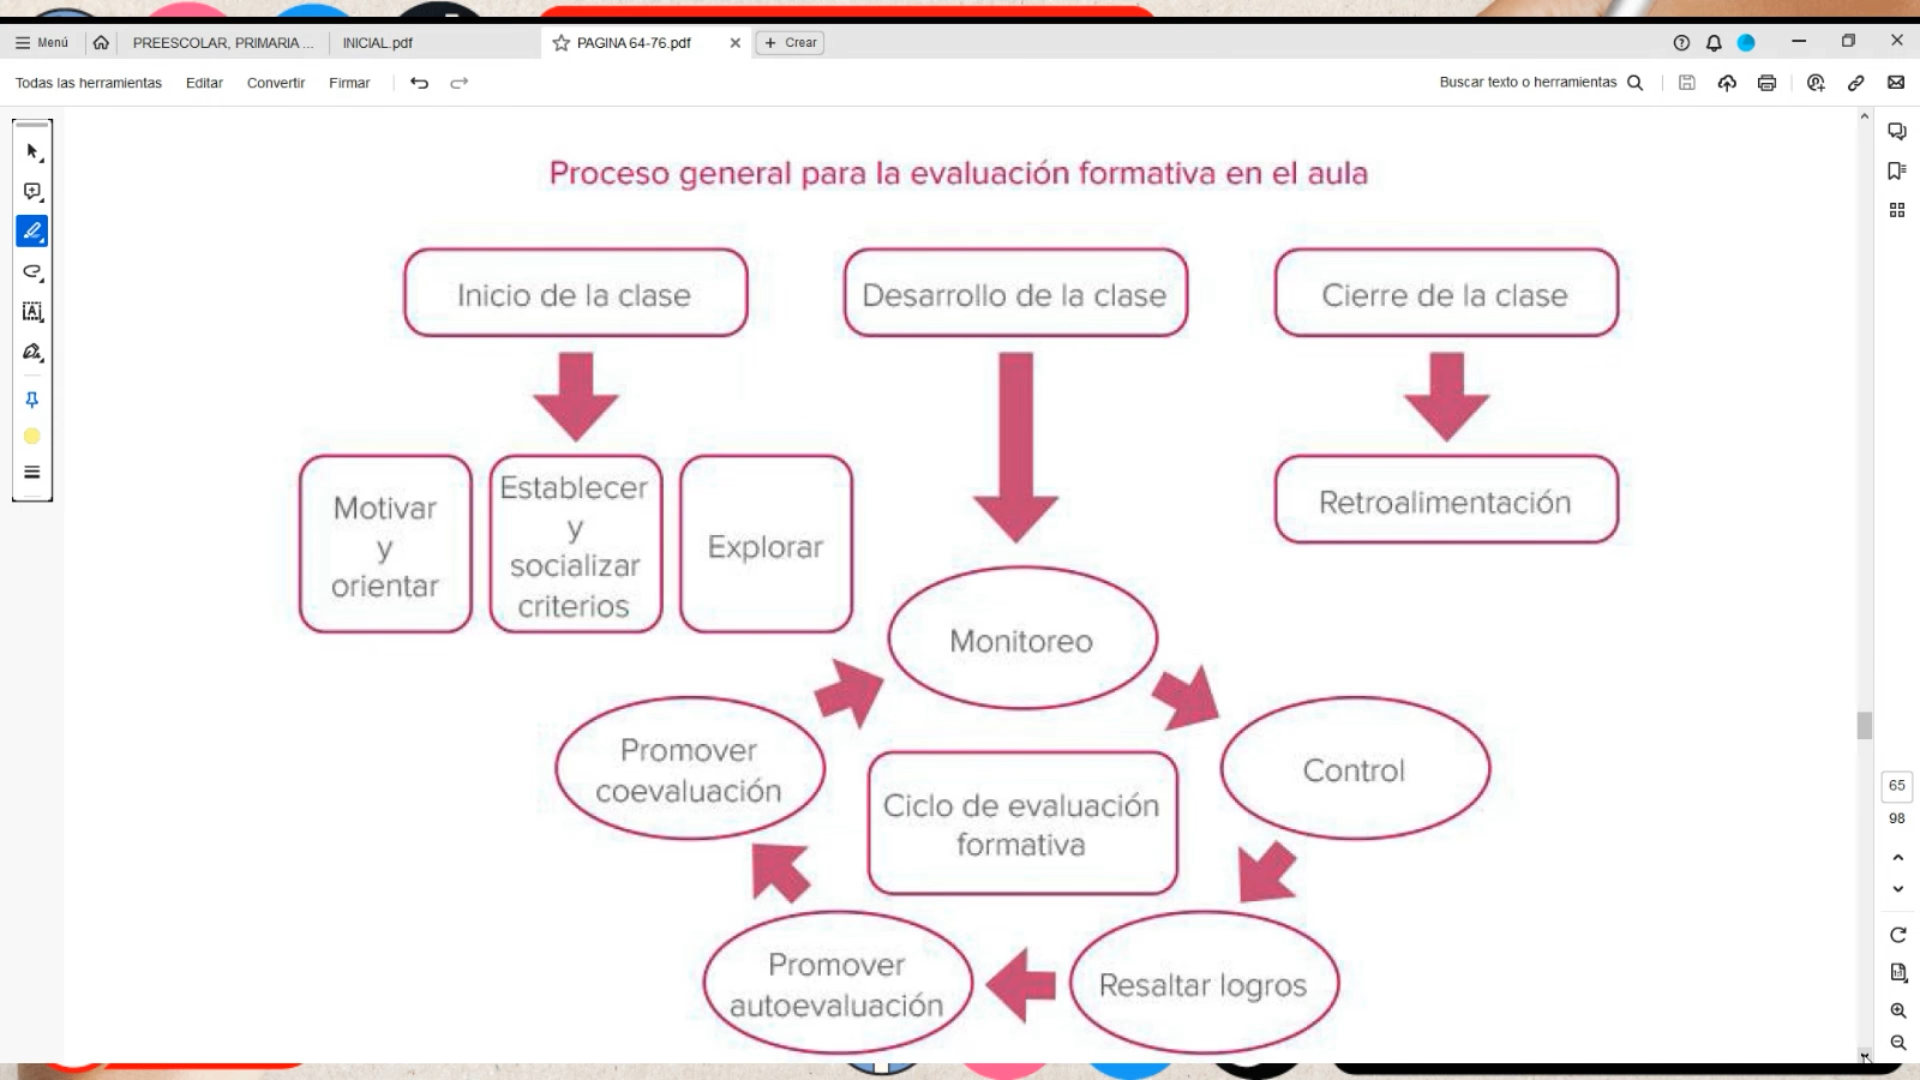 Menú
PREESCOLAR, PRIMARIA ...
INICIAL.pdf
PAGINA 64-76.pdf
+ Crear
Todas las herramientas
Editar
Convertir
Firmar
Buscar texto o herramientas
Proceso general para la evaluación formativa en el aula
Inicio de la clase
Desarrollo de la clase
Cierre de la clase
Motivar
y
orientar
Establecer
y
socializar
criterios
Explorar
Retroalimentación
Monitoreo
Promover
coevaluación
Control
Ciclo de evaluación
formativa
Promover
autoevaluación
Resaltar logros
65
98